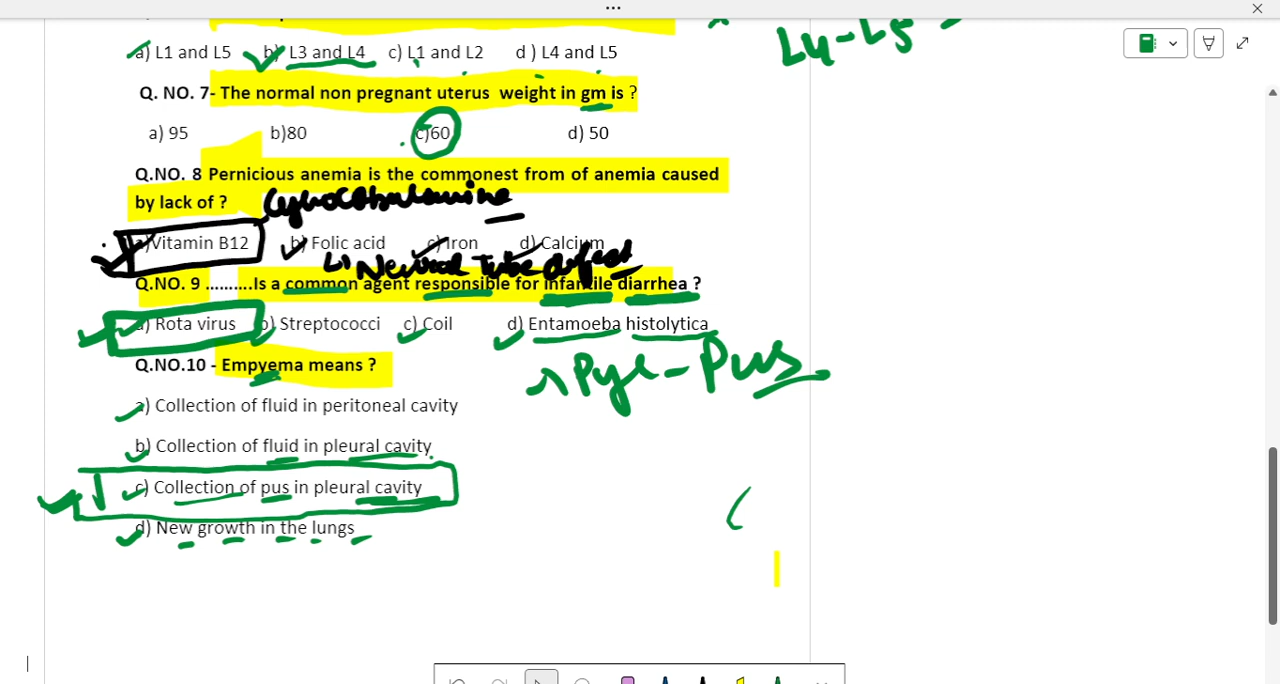 L4-L5
a) L1 and L5 b) L3 and L4 c) L1 and L2 d ) L4 and L5
Q. NO. 7- The normal non pregnant uterus weight in gm is ?
a) 95 b)80 c)60 d) 50
Q.NO. 8 Pernicious anemia is the commonest from of anemia caused
by lack of ? Cynocobalamine
a)Vitamin B12 b) Folic acid c) Iron d) Calcium
Neural Tube defect
Q.NO. 9 ..........Is a common agent responsible for infantile diarrhea ?
a) Rota virus b) Streptococci c) Coil d) Entamoeba histolytica
Q.NO.10 - Empyema means ?
Pye-Pus
a) Collection of fluid in peritoneal cavity
b) Collection of fluid in pleural cavity
c) Collection of pus in pleural cavity
d) New growth in the lungs